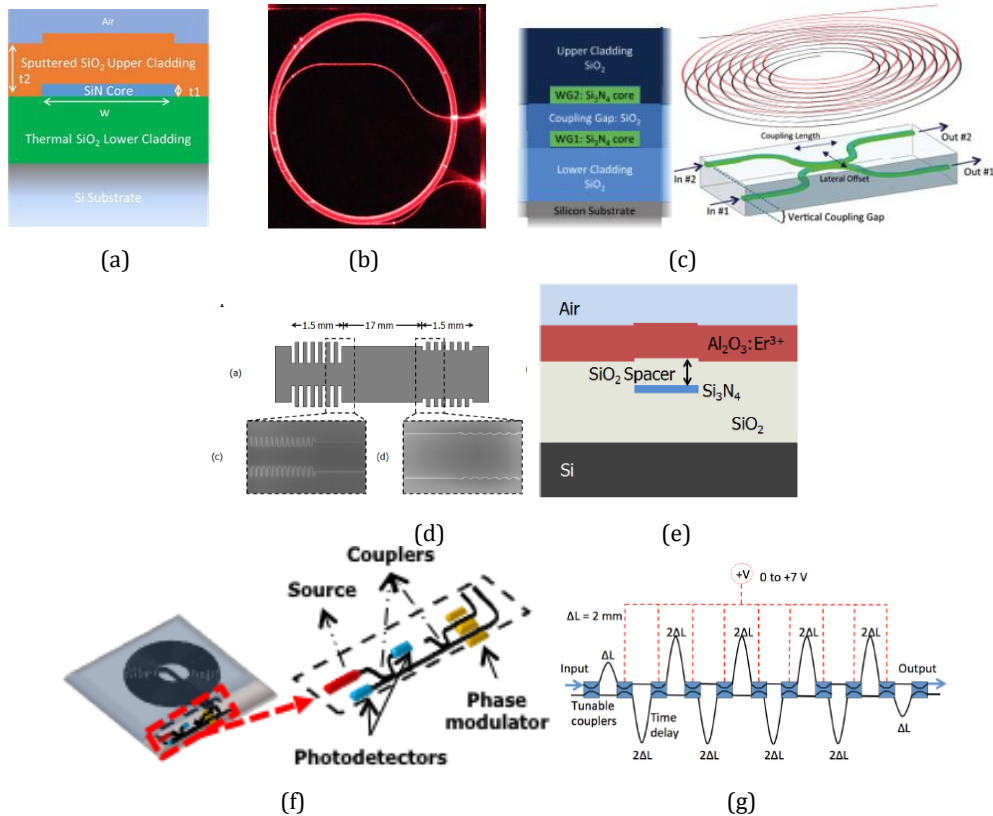 Air
Sputtered SiO₂ Upper Cladding
t2
SiN Core
t1
w
Thermal SiO₂ Lower Cladding
Si Substrate
(a)
(b)
Upper Cladding
SiO₂
WG2: Si₃N₄ core
Coupling Gap: SiO₂
WG1: Si₃N₄ core
Lower Cladding
SiO₂
Silicon Substrate
Coupling Length
Out #2
In #2
Out #1
Lateral Offset
In #1
Vertical Coupling Gap
(c)
1.5 mm
17 mm
1.5 mm
(a)
(c)
(d)
(d)
Air
Al₂O₃:Er³⁺
SiO₂ Spacer
Si₃N₄
SiO₂
Si
(e)
Couplers
Source
Phase
modulator
Photodetectors
(f)
+V
0 to +7 V
ΔL = 2 mm
2ΔL
2ΔL
2ΔL
2ΔL
ΔL
Input
Output
Tunable
couplers
Time
delay
ΔL
2ΔL
2ΔL
2ΔL
2ΔL
(g)